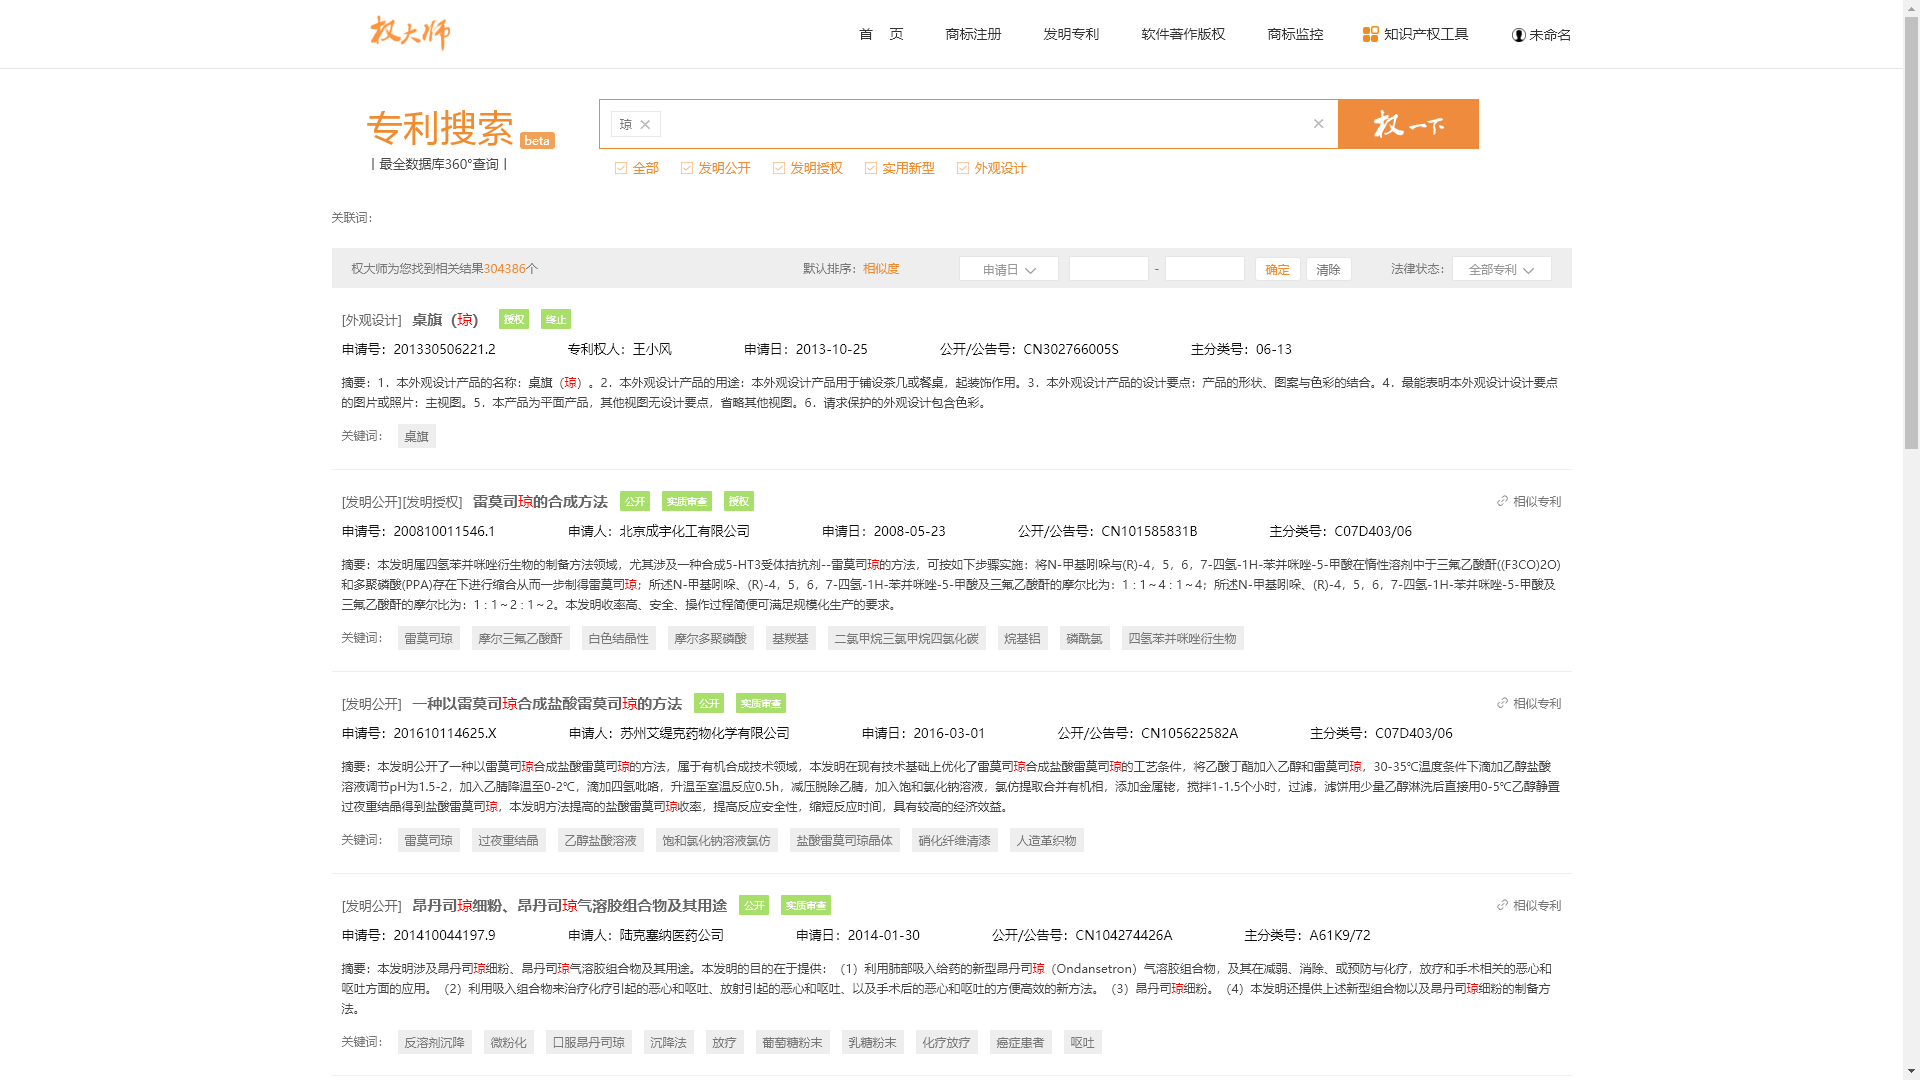 权大师
首 页 商标注册 发明专利 软件著作版权 商标监控 知识产权工具 未命名
专利搜索 beta
丨最全数据库360°查询丨
琼
权一下
全部 发明公开 发明授权 实用新型 外观设计
关联词：
权大师为您找到相关结果304386个 默认排序：相似度 申请日 - 确定 清除 法律状态： 全部专利
[外观设计] 桌旗（琼） 授权 终止
申请号：201330506221.2 专利权人：王小风 申请日：2013-10-25 公开/公告号：CN302766005S 主分类号：06-13
摘要：1．本外观设计产品的名称：桌旗（琼）。2．本外观设计产品的用途：本外观设计产品用于铺设茶几或餐桌，起装饰作用。3．本外观设计产品的设计要点：产品的形状、图案与色彩的结合。4．最能表明本外观设计设计要点
的图片或照片：主视图。5．本产品为平面产品，其他视图无设计要点，省略其他视图。6．请求保护的外观设计包含色彩。
关键词： 桌旗
[发明公开][发明授权] 雷莫司琼的合成方法 公开 实质审查 授权 相似专利
申请号：200810011546.1 申请人：北京成宇化工有限公司 申请日：2008-05-23 公开/公告号：CN101585831B 主分类号：C07D403/06
摘要：本发明属四氢苯并咪唑衍生物的制备方法领域，尤其涉及一种合成5-HT3受体拮抗剂--雷莫司琼的方法，可按如下步骤实施：将N-甲基吲哚与(R)-4，5，6，7-四氢-1H-苯并咪唑-5-甲酸在惰性溶剂中于三氟乙酸酐((F3CO)2O)
和多聚磷酸(PPA)存在下进行缩合从而一步制得雷莫司琼；所述N-甲基吲哚、(R)-4，5，6，7-四氢-1H-苯并咪唑-5-甲酸及三氟乙酸酐的摩尔比为：1：1～4：1～4；所述N-甲基吲哚、(R)-4，5，6，7-四氢-1H-苯并咪唑-5-甲酸及
三氟乙酸酐的摩尔比为：1：1～2：1～2。本发明收率高、安全、操作过程简便可满足规模化生产的要求。
关键词： 雷莫司琼 摩尔三氟乙酸酐 白色结晶性 摩尔多聚磷酸 基羰基 二氯甲烷三氯甲烷四氯化碳 烷基铝 磷酰氯 四氢苯并咪唑衍生物
[发明公开] 一种以雷莫司琼合成盐酸雷莫司琼的方法 公开 实质审查 相似专利
申请号：201610114625.X 申请人：苏州艾缇克药物化学有限公司 申请日：2016-03-01 公开/公告号：CN105622582A 主分类号：C07D403/06
摘要：本发明公开了一种以雷莫司琼合成盐酸雷莫司琼的方法，属于有机合成技术领域，本发明在现有技术基础上优化了雷莫司琼合成盐酸雷莫司琼的工艺条件，将乙酸丁酯加入乙醇和雷莫司琼，30-35℃温度条件下滴加乙醇盐酸
溶液调节pH为1.5-2，加入乙腈降温至0-2℃，滴加四氢吡咯，升温至室温反应0.5h，减压脱除乙腈，加入饱和氯化钠溶液，氯仿提取合并有机相，添加金属铑，搅拌1-1.5个小时，过滤，滤饼用少量乙醇淋洗后直接用0-5℃乙醇静置
过夜重结晶得到盐酸雷莫司琼，本发明方法提高的盐酸雷莫司琼收率，提高反应安全性，缩短反应时间，具有较高的经济效益。
关键词： 雷莫司琼 过夜重结晶 乙醇盐酸溶液 饱和氯化钠溶液氯仿 盐酸雷莫司琼晶体 硝化纤维清漆 人造革织物
[发明公开] 昂丹司琼细粉、昂丹司琼气溶胶组合物及其用途 公开 实质审查 相似专利
申请号：201410044197.9 申请人：陆克塞纳医药公司 申请日：2014-01-30 公开/公告号：CN104274426A 主分类号：A61K9/72
摘要：本发明涉及昂丹司琼细粉、昂丹司琼气溶胶组合物及其用途。本发明的目的在于提供：（1）利用肺部吸入给药的新型昂丹司琼（Ondansetron）气溶胶组合物，及其在减弱、消除、或预防与化疗，放疗和手术相关的恶心和
呕吐方面的应用。（2）利用吸入组合物来治疗化疗引起的恶心和呕吐、放射引起的恶心和呕吐、以及手术后的恶心和呕吐的方便高效的新方法。（3）昂丹司琼细粉。（4）本发明还提供上述新型组合物以及昂丹司琼细粉的制备方
法。
关键词： 反溶剂沉降 微粉化 口服昂丹司琼 沉降法 放疗 葡萄糖粉末 乳糖粉末 化疗放疗 癌症患者 呕吐